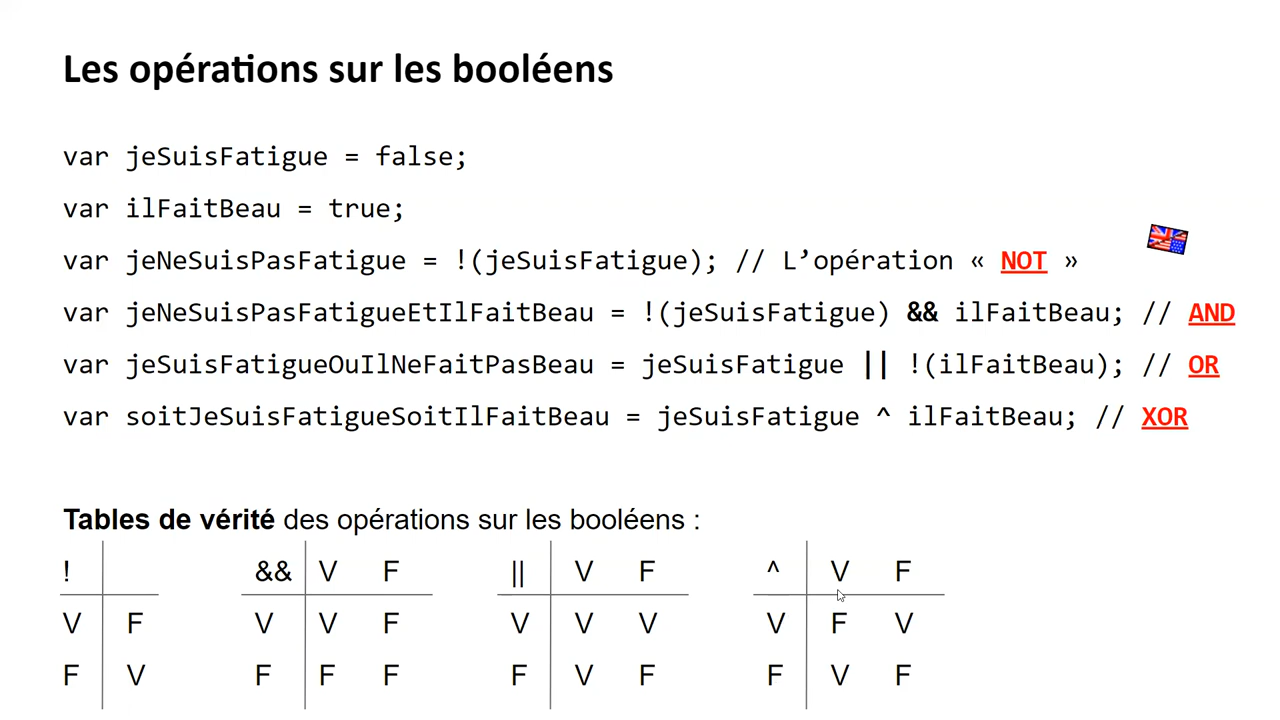 Les opérations sur les booléens
var jeSuisFatigue = false;
var ilFaitBeau = true;
var jeNeSuisPasFatigue = !(jeSuisFatigue); // L’opération « NOT »
var jeNeSuisPasFatigueEtIlFaitBeau = !(jeSuisFatigue) && ilFaitBeau; // AND
var jeSuisFatigueOuIlNeFaitPasBeau = jeSuisFatigue || !(ilFaitBeau); // OR
var soitJeSuisFatigueSoitIlFaitBeau = jeSuisFatigue ^ ilFaitBeau; // XOR
Tables de vérité des opérations sur les booléens :
! && V F || V F ^ V F
V F V V F V V V V F V
F V F F F F V F F V F